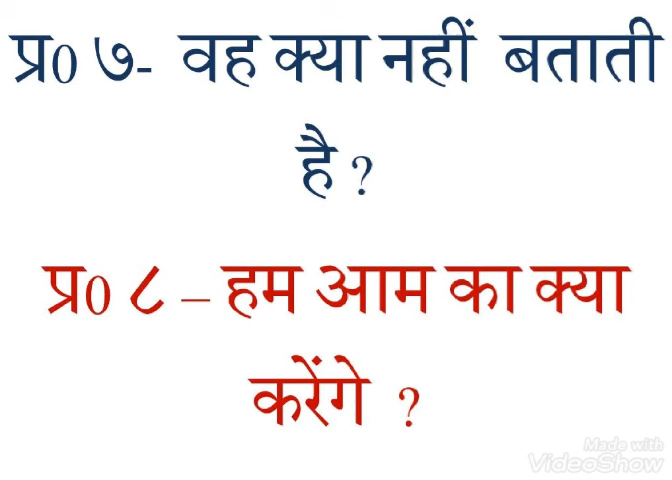 प्र0 ७- वह क्या नहीं बताती
है ?
प्र0 ८ – हम आम का क्या
करेंगे ?
Made with
VideoShow